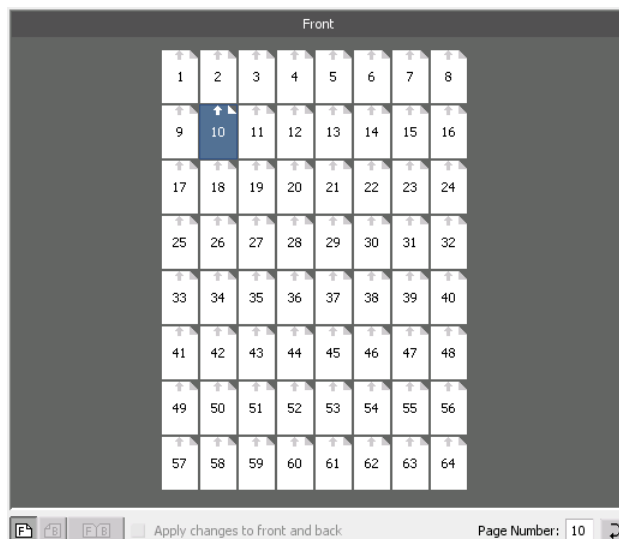 Front
1 2 3 4 5 6 7 8
9 10 11 12 13 14 15 16
17 18 19 20 21 22 23 24
25 26 27 28 29 30 31 32
33 34 35 36 37 38 39 40
41 42 43 44 45 46 47 48
49 50 51 52 53 54 55 56
57 58 59 60 61 62 63 64
F B F B Apply changes to front and back Page Number: 10